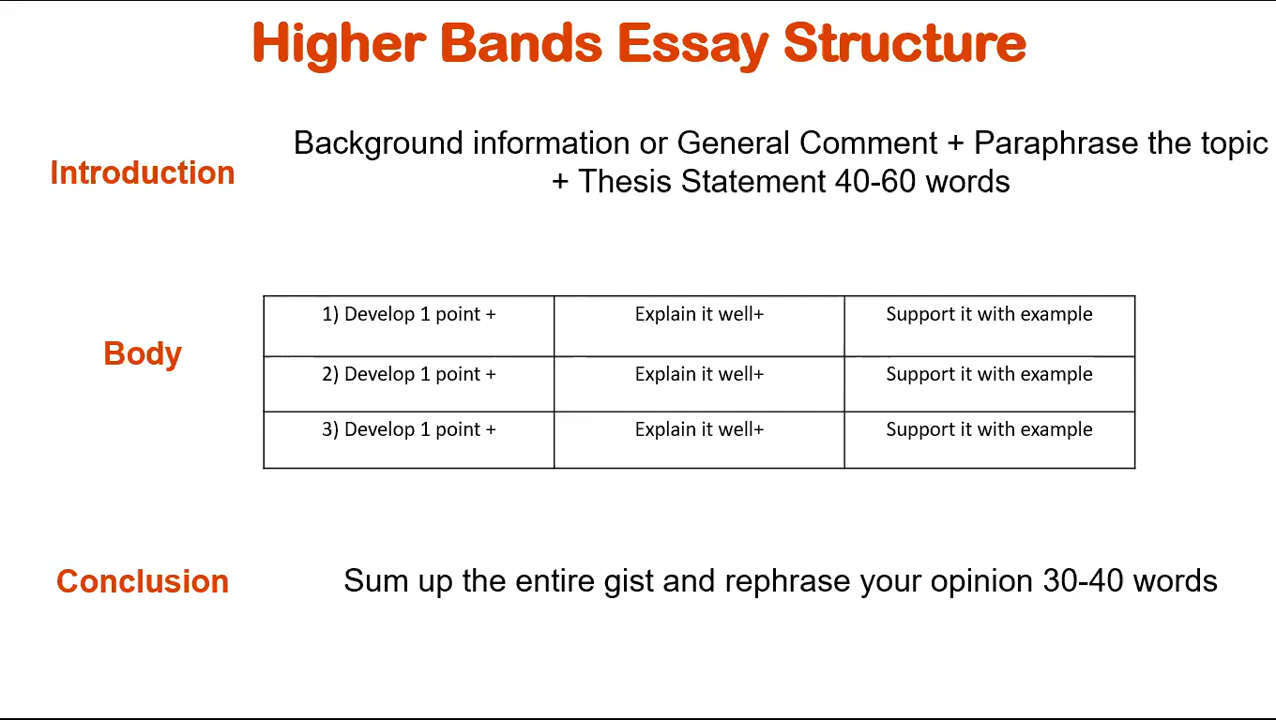 Higher Bands Essay Structure
Introduction
Background information or General Comment + Paraphrase the topic
+ Thesis Statement 40-60 words
Body
1) Develop 1 point + Explain it well+ Support it with example
2) Develop 1 point + Explain it well+ Support it with example
3) Develop 1 point + Explain it well+ Support it with example
Conclusion
Sum up the entire gist and rephrase your opinion 30-40 words